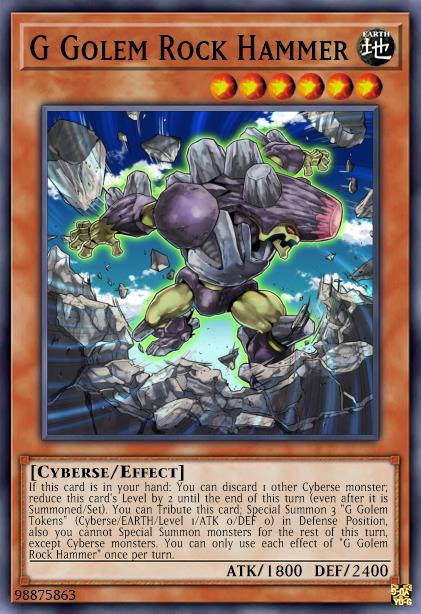 G Golem Rock Hammer
EARTH
地
[Cyberse/Effect]
If this card is in your hand: You can discard 1 other Cyberse monster;
reduce this card's Level by 2 until the end of this turn (even after it is
Summoned/Set). You can Tribute this card; Special Summon 3 "G Golem
Tokens" (Cyberse/EARTH/Level 1/ATK 0/DEF 0) in Defense Position,
also you cannot Special Summon monsters for the rest of this turn,
except Cyberse monsters. You can only use each effect of "G Golem
Rock Hammer" once per turn.
ATK/1800 DEF/2400
98875863